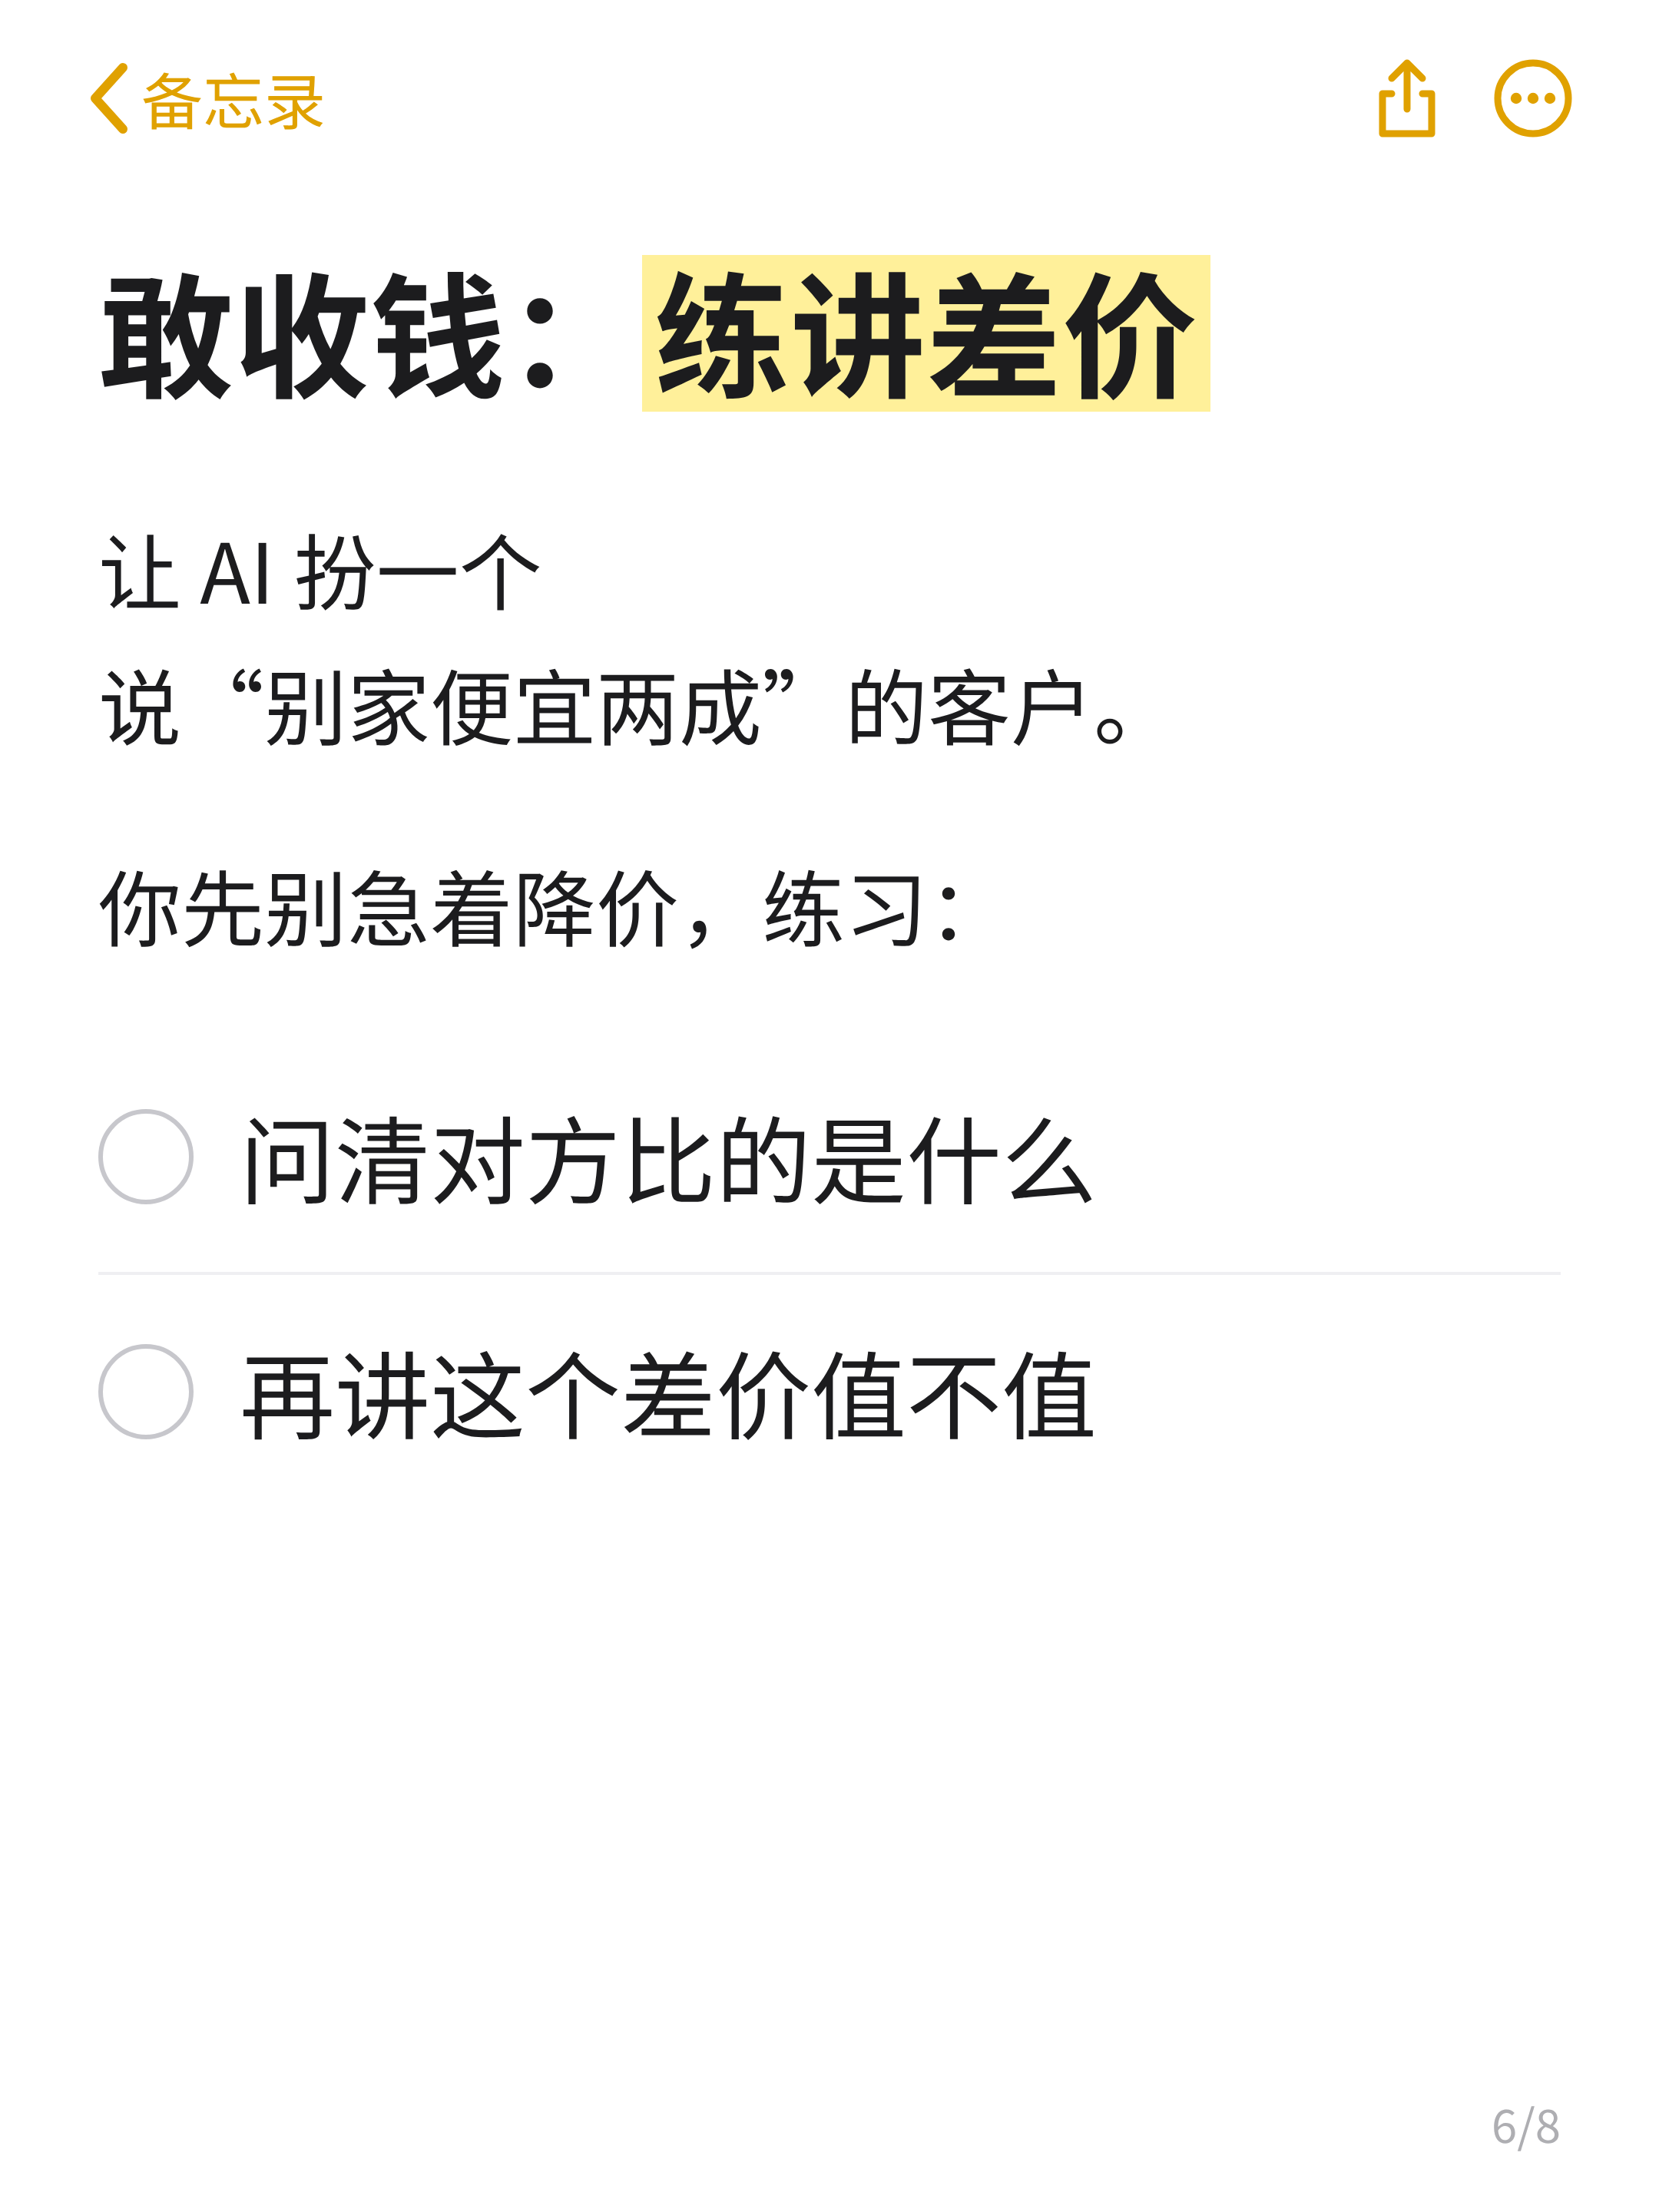 备忘录
敢收钱：练讲差价
让 AI 扮一个
说“别家便宜两成”的客户。
你先别急着降价，练习：
问清对方比的是什么
再讲这个差价值不值
6/8